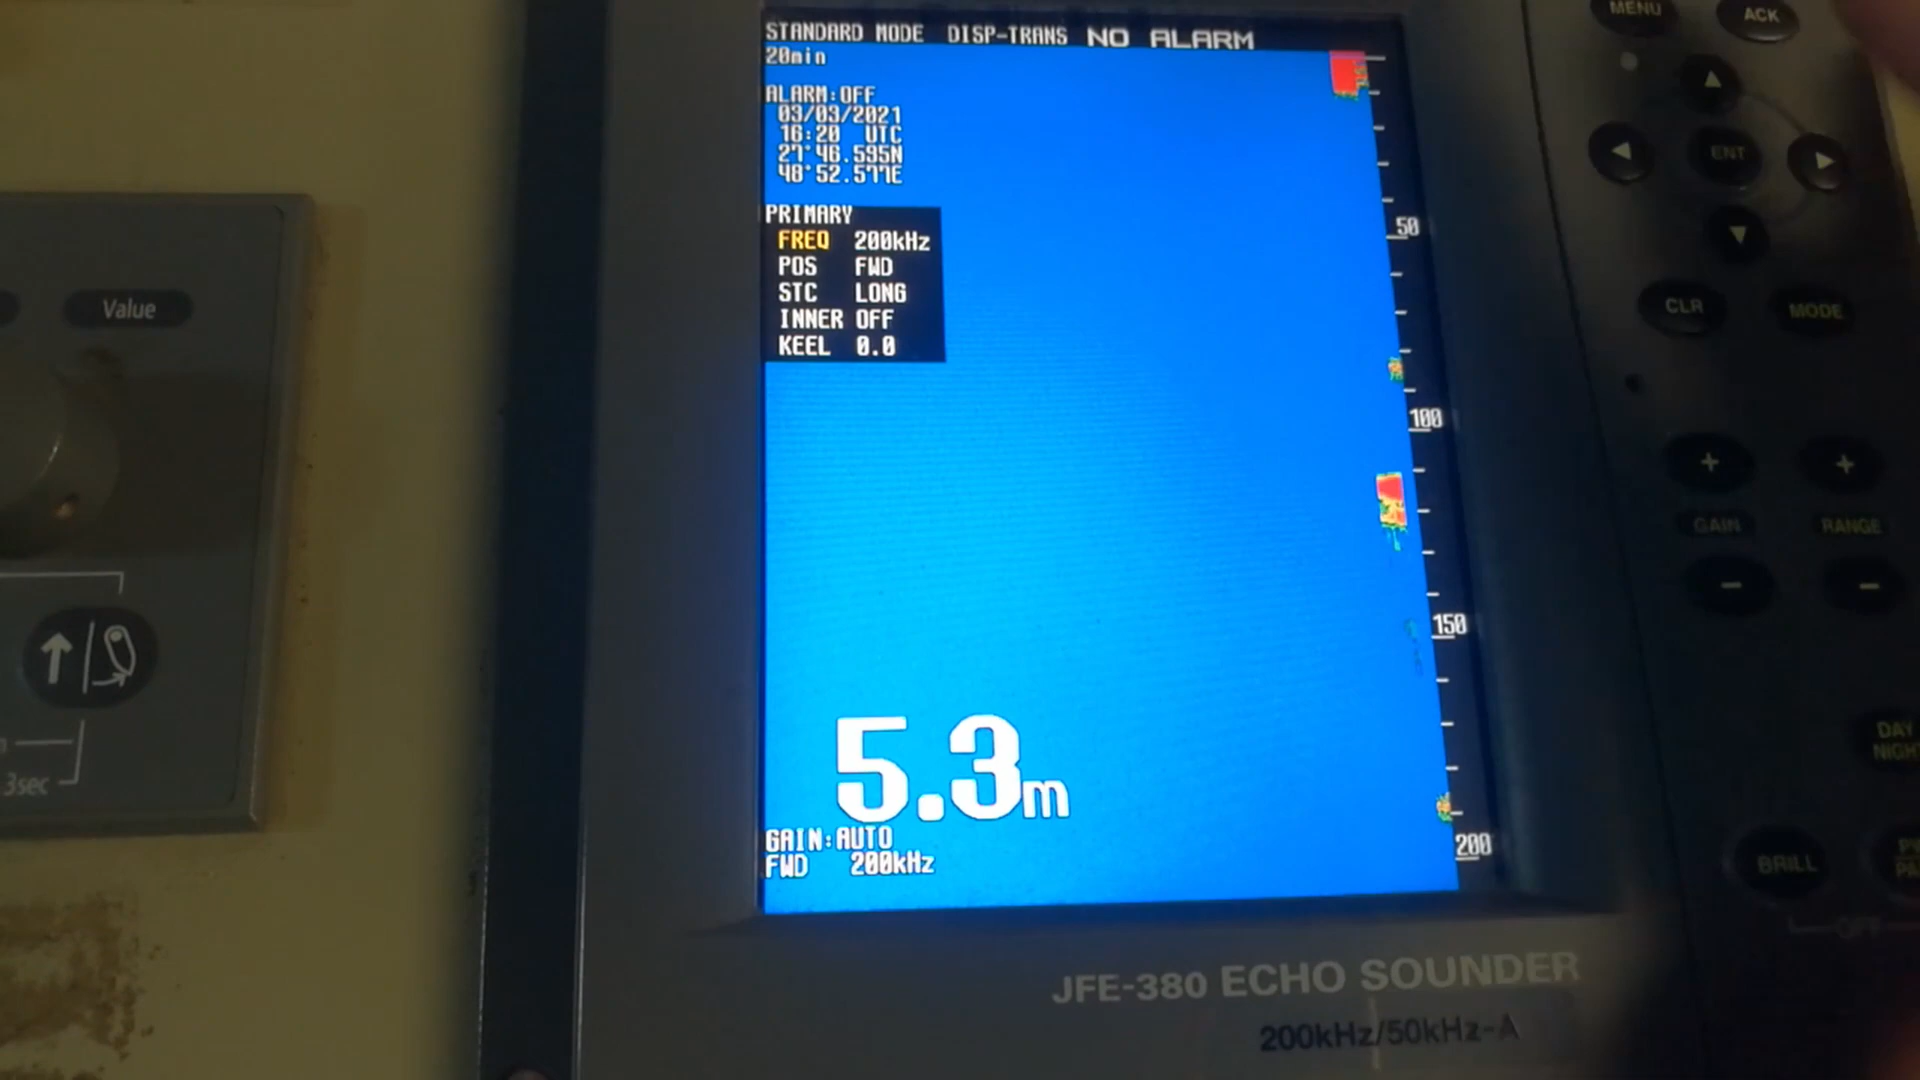 STANDARD MODE DISP-TRANS NO ALARM
20min
ALARM:OFF
03/03/2021
16:20 UTC
27°46.595N
48°52.577E
PRIMARY
FREQ 200kHz
POS FWD
STC LONG
INNER OFF
KEEL 0.0
50
100
150
200
5.3m
GAIN:AUTO
FWD 200kHz
JFE-380 ECHO SOUNDER
200kHz/50kHz-A
MENU
ACK
ENT
CLR
MODE
+ +
GAIN RANGE
- -
DAY
BRILL
OFF
Value
3sec